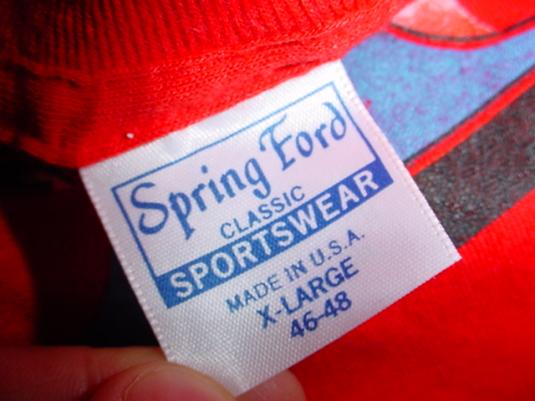 Spring Ford
CLASSIC
SPORTSWEAR
MADE IN U.S.A.
X-LARGE
46-48